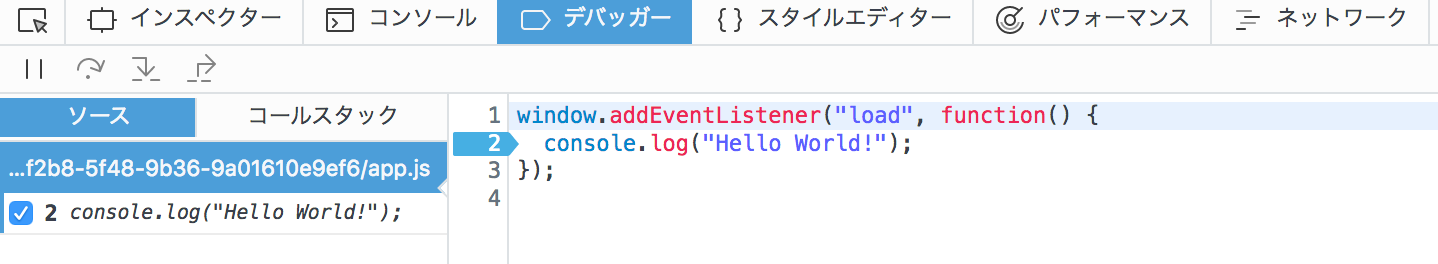 インスペクター コンソール デバッガー スタイルエディター パフォーマンス ネットワーク
ソース コールスタック
...f2b8-5f48-9b36-9a01610e9ef6/app.js
2 console.log("Hello World!");
1 window.addEventListener("load", function() {
2 console.log("Hello World!");
3 });
4